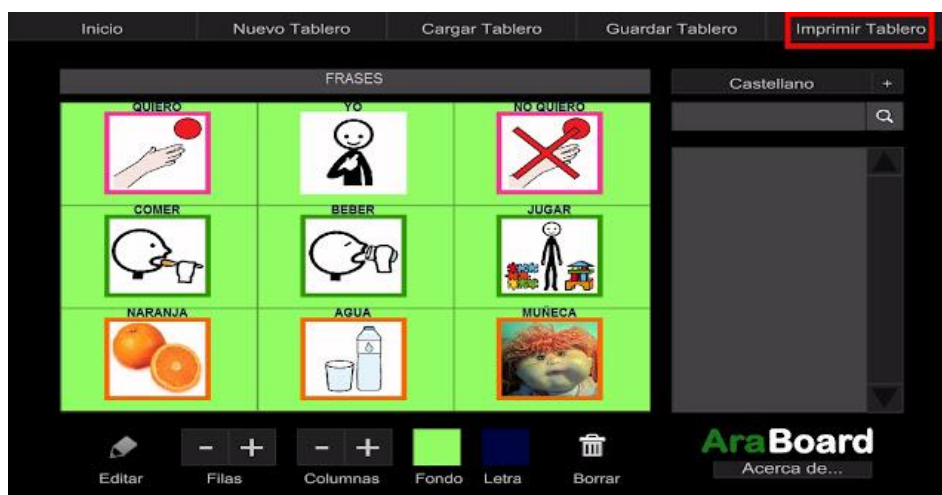 Inicio Nuevo Tablero Cargar Tablero Guardar Tablero Imprimir Tablero
FRASES
Castellano +
QUIERO YO NO QUIERO
COMER BEBER JUGAR
NARANJA AGUA MUÑECA
- + - +
AraBoard
Editar Filas Columnas Fondo Letra Borrar
Acerca de...